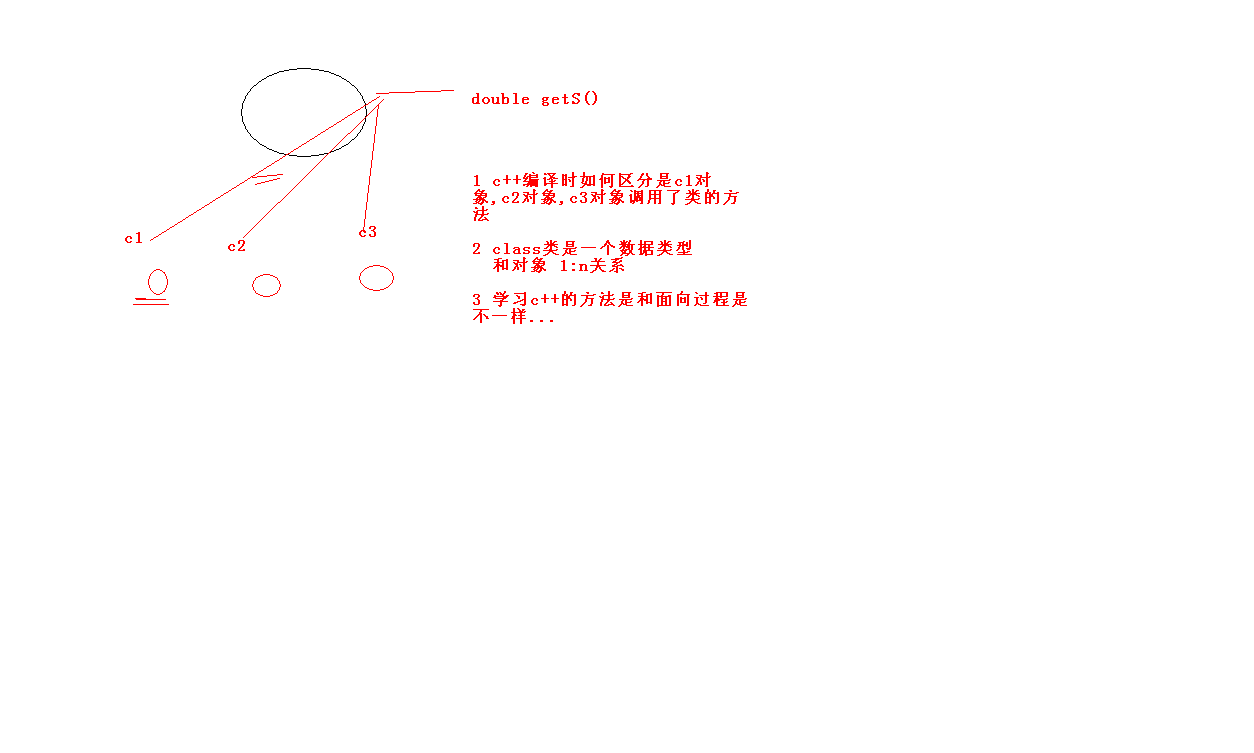 double getS()
1 c++编译时如何区分是c1对
象,c2对象,c3对象调用了类的方
法
c1
c2
c3
2 class类是一个数据类型
和对象 1:n关系
3 学习c++的方法是和面向过程是
不一样...